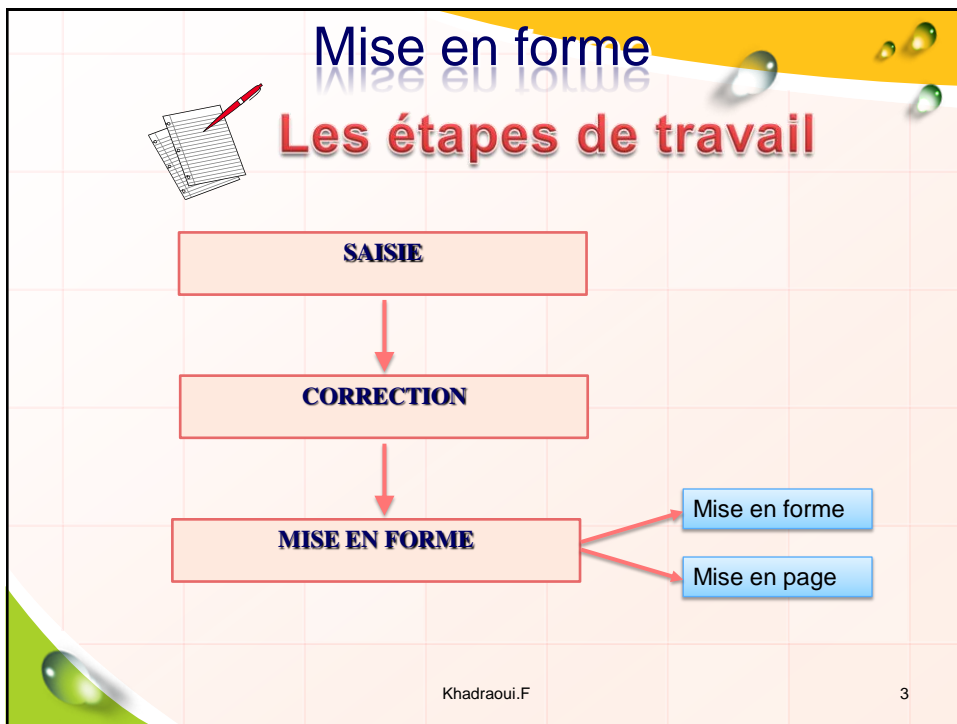 Mise en forme
Les étapes de travail
SAISIE
CORRECTION
MISE EN FORME
Mise en forme
Mise en page
Khadraoui.F
3